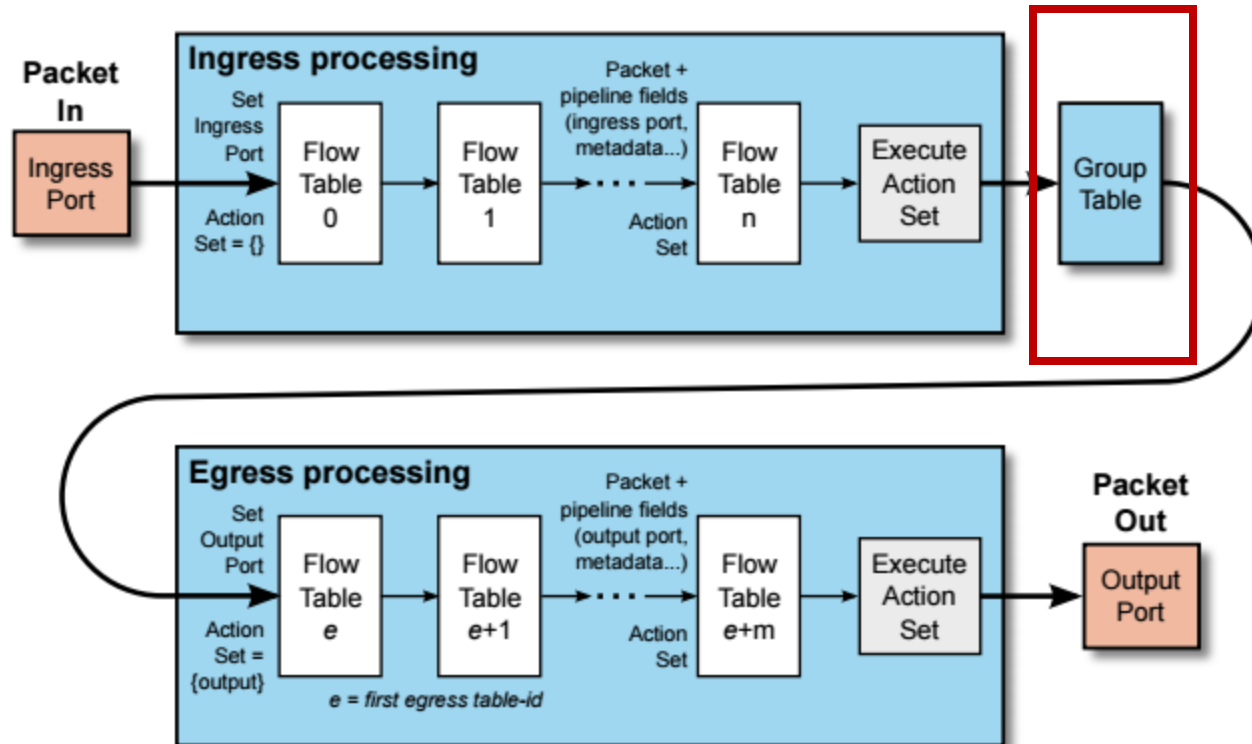 Ingress processing
Packet
In
Ingress
Port
Set
Ingress
Port
Action
Set = {}
Flow
Table
0
Flow
Table
1
Packet +
pipeline fields
(ingress port,
metadata...)
Action
Set
Flow
Table
n
Execute
Action
Set
Group
Table
Egress processing
Set
Output
Port
Action
Set =
{output}
Flow
Table
e
Flow
Table
e+1
e = first egress table-id
Packet +
pipeline fields
(output port,
metadata...)
Action
Set
Flow
Table
e+m
Execute
Action
Set
Packet
Out
Output
Port